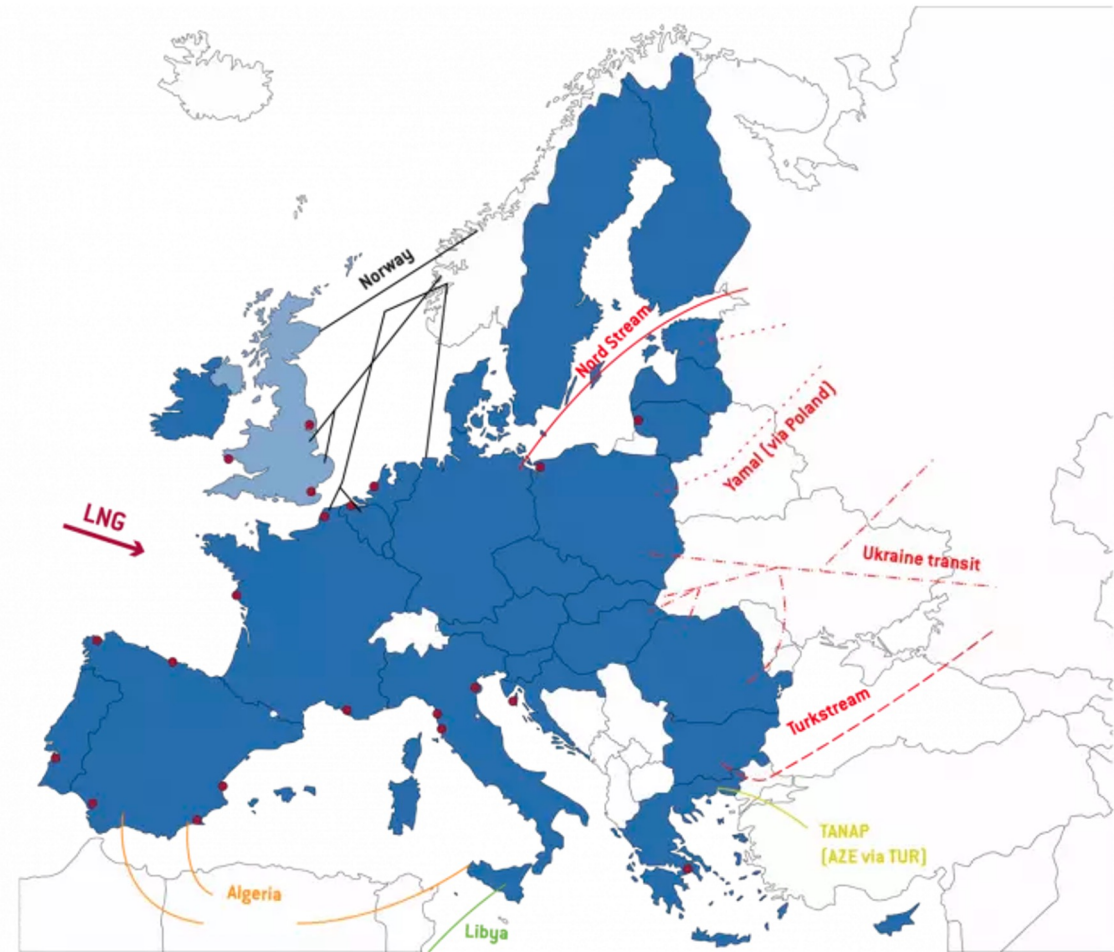 Norway
Nord Stream
Yamal (via Poland)
LNG
Ukraine transit
Turkstream
TANAP
(AZE via TUR)
Algeria
Libya